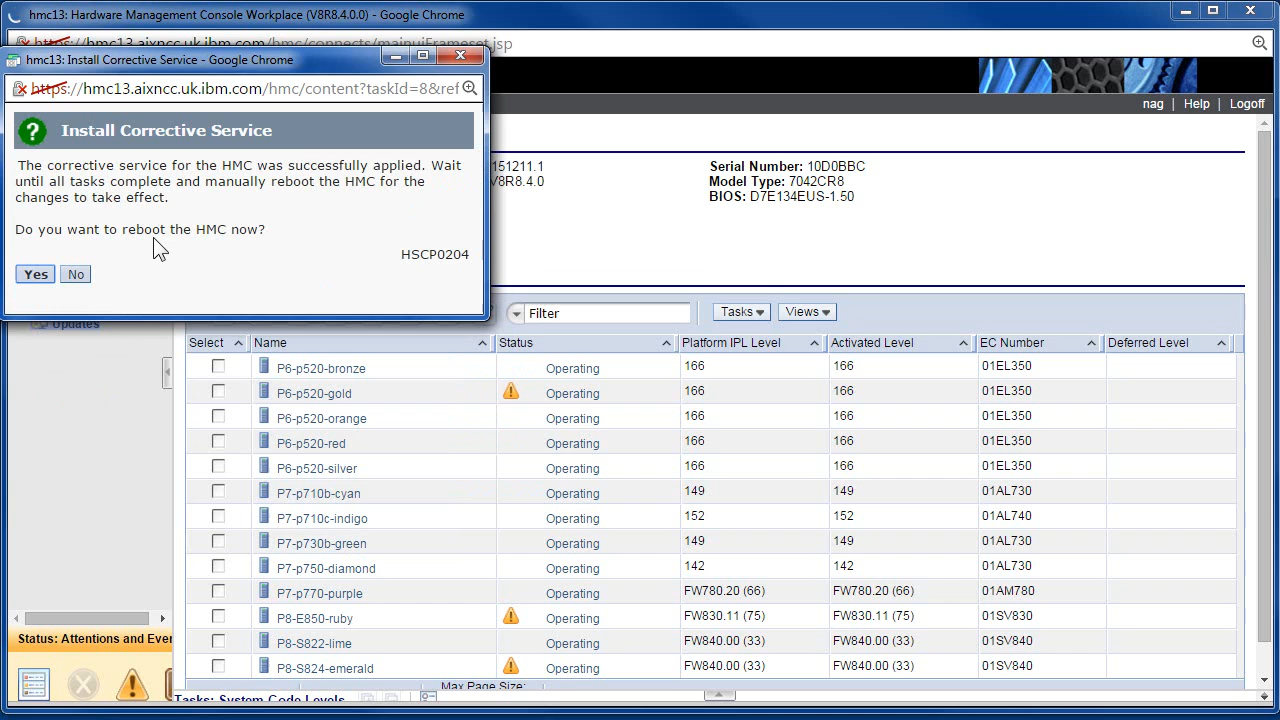 hmc13: Hardware Management Console Workplace (V8R8.4.0.0) - Google Chrome
https://hmc13.aixncc.uk.ibm.com/hmc/connects/mainuiFrameset.jsp
hmc13: Install Corrective Service - Google Chrome
https://hmc13.aixncc.uk.ibm.com/hmc/content?taskId=8&ref
nag | Help | Logoff
Install Corrective Service
The corrective service for the HMC was successfully applied. Wait
until all tasks complete and manually reboot the HMC for the
changes to take effect.
Do you want to reboot the HMC now?
HSCP0204
Yes No
151211.1
V8R8.4.0
Serial Number: 10D0BBC
Model Type: 7042CR8
BIOS: D7E134EUS-1.50
Updates
Filter Tasks Views
Select Name Status Platform IPL Level Activated Level EC Number Deferred Level
P6-p520-bronze Operating 166 166 01EL350
P6-p520-gold Operating 166 166 01EL350
P6-p520-orange Operating 166 166 01EL350
P6-p520-red Operating 166 166 01EL350
P6-p520-silver Operating 166 166 01EL350
P7-p710b-cyan Operating 149 149 01AL730
P7-p710c-indigo Operating 152 152 01AL740
P7-p730b-green Operating 149 149 01AL730
P7-p750-diamond Operating 142 142 01AL730
P7-p770-purple Operating FW780.20 (66) FW780.20 (66) 01AM780
P8-E850-ruby Operating FW830.11 (75) FW830.11 (75) 01SV830
P8-S822-lime Operating FW840.00 (33) FW840.00 (33) 01SV840
P8-S824-emerald Operating FW840.00 (33) FW840.00 (33) 01SV840
Max Page Size:
Status: Attentions and Eve
Tasks: System Code Levels